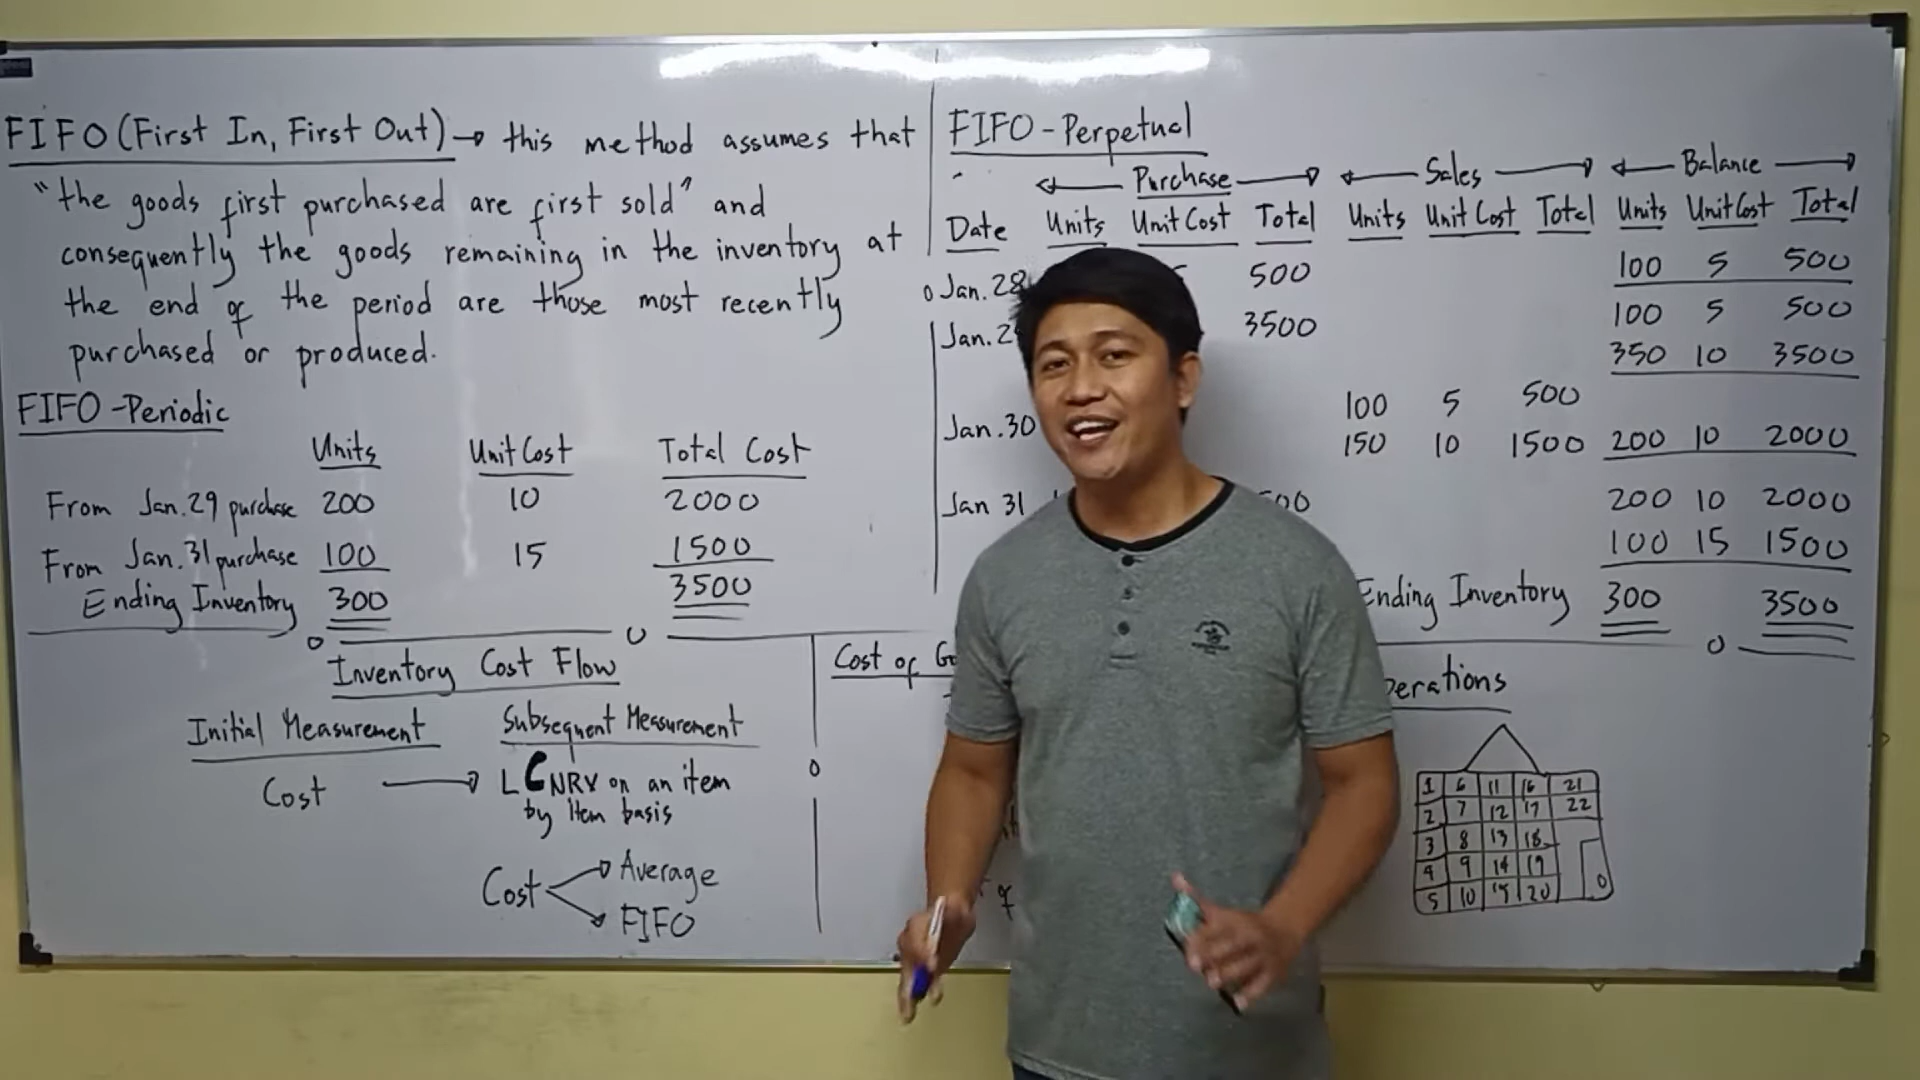 FIFO (First In, First Out) → this method assumes that
"the goods first purchased are first sold" and
consequently the goods remaining in the inventory at
the end of the period are those most recently
purchased or produced.
FIFO - Periodic
Units Unit Cost Total Cost
From Jan. 29 purchase 200 10 2000
From Jan. 31 purchase 100 15 1500
Ending Inventory 300 3500
Inventory Cost Flow
Initial Measurement Subsequent Measurement
Cost → LCNRV on an item
by Item basis
Cost Average
FIFO
FIFO - Perpetual
Purchase Sales Balance
Date Units Unit Cost Total Units Unit Cost Total Units Unit Cost Total
Jan. 28 500 100 5 500
100 5 500
Jan. 2 3500 350 10 3500
100 5 500
Jan. 30 150 10 1500 200 10 2000
Jan 31 200 10 2000
100 15 1500
Ending Inventory 300 3500
Cost of
1 6 11 16 21
2 7 12 17 22
3 8 13 18
4 9 14 19
5 10 15 20